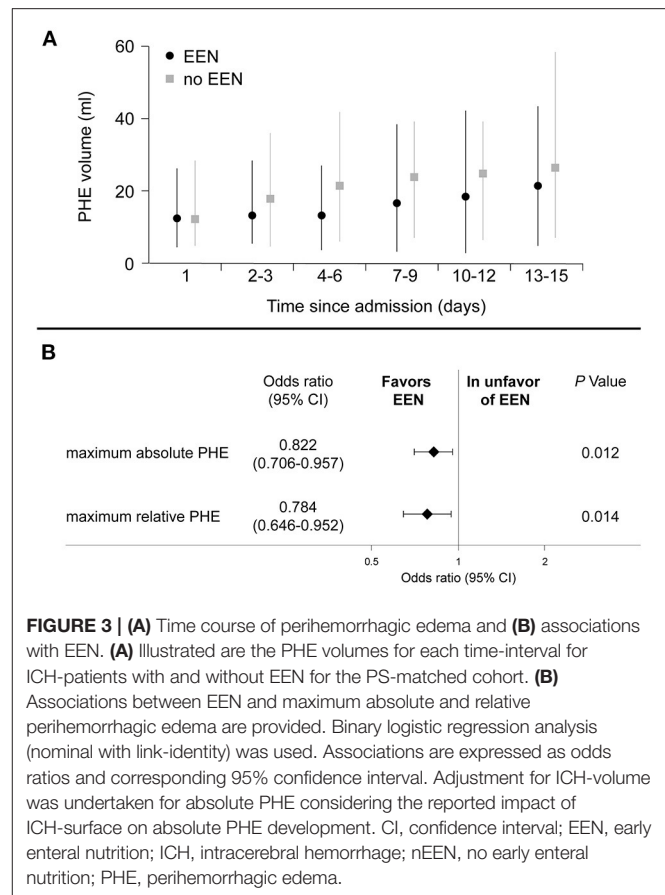 A
EEN
no EEN
PHE volume (ml)
60
40
20
0
1 2-3 4-6 7-9 10-12 13-15
Time since admission (days)
B
Odds ratio Favors In unfavor P Value
(95% CI) EEN of EEN
maximum absolute PHE 0.822 0.012
(0.706-0.957)
maximum relative PHE 0.784 0.014
(0.646-0.952)
0.5 1 2
Odds ratio (95% CI)
FIGURE 3 | (A) Time course of perihemorrhagic edema and (B) associations
with EEN. (A) Illustrated are the PHE volumes for each time-interval for
ICH-patients with and without EEN for the PS-matched cohort. (B)
Associations between EEN and maximum absolute and relative
perihemorrhagic edema are provided. Binary logistic regression analysis
(nominal with link-identity) was used. Associations are expressed as odds
ratios and corresponding 95% confidence interval. Adjustment for ICH-volume
was undertaken for absolute PHE considering the reported impact of
ICH-surface on absolute PHE development. CI, confidence interval; EEN, early
enteral nutrition; ICH, intracerebral hemorrhage; nEEN, no early enteral
nutrition; PHE, perihemorrhagic edema.